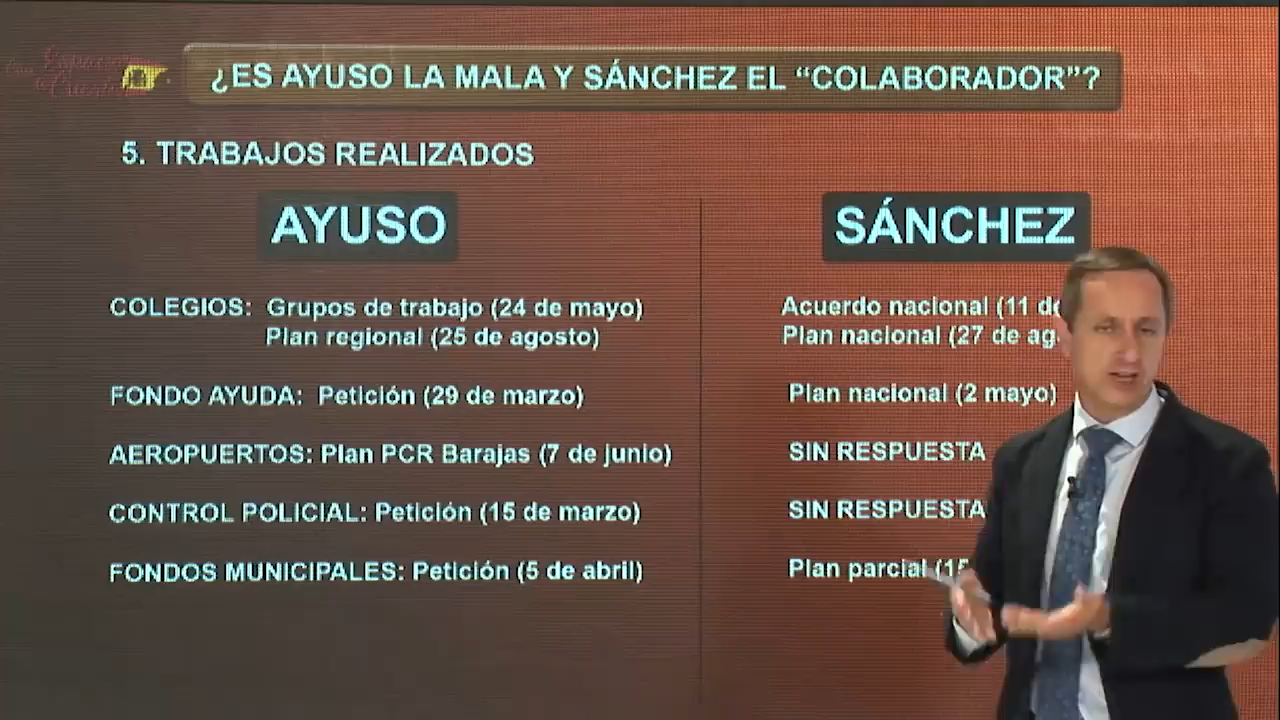 ¿ES AYUSO LA MALA Y SÁNCHEZ EL “COLABORADOR”?
5. TRABAJOS REALIZADOS
AYUSO
SÁNCHEZ
COLEGIOS: Grupos de trabajo (24 de mayo)
Plan regional (25 de agosto)
Acuerdo nacional (11 de
Plan nacional (27 de ag
FONDO AYUDA: Petición (29 de marzo)
Plan nacional (2 mayo)
AEROPUERTOS: Plan PCR Barajas (7 de junio)
SIN RESPUESTA
CONTROL POLICIAL: Petición (15 de marzo)
SIN RESPUESTA
FONDOS MUNICIPALES: Petición (5 de abril)
Plan parcial (15